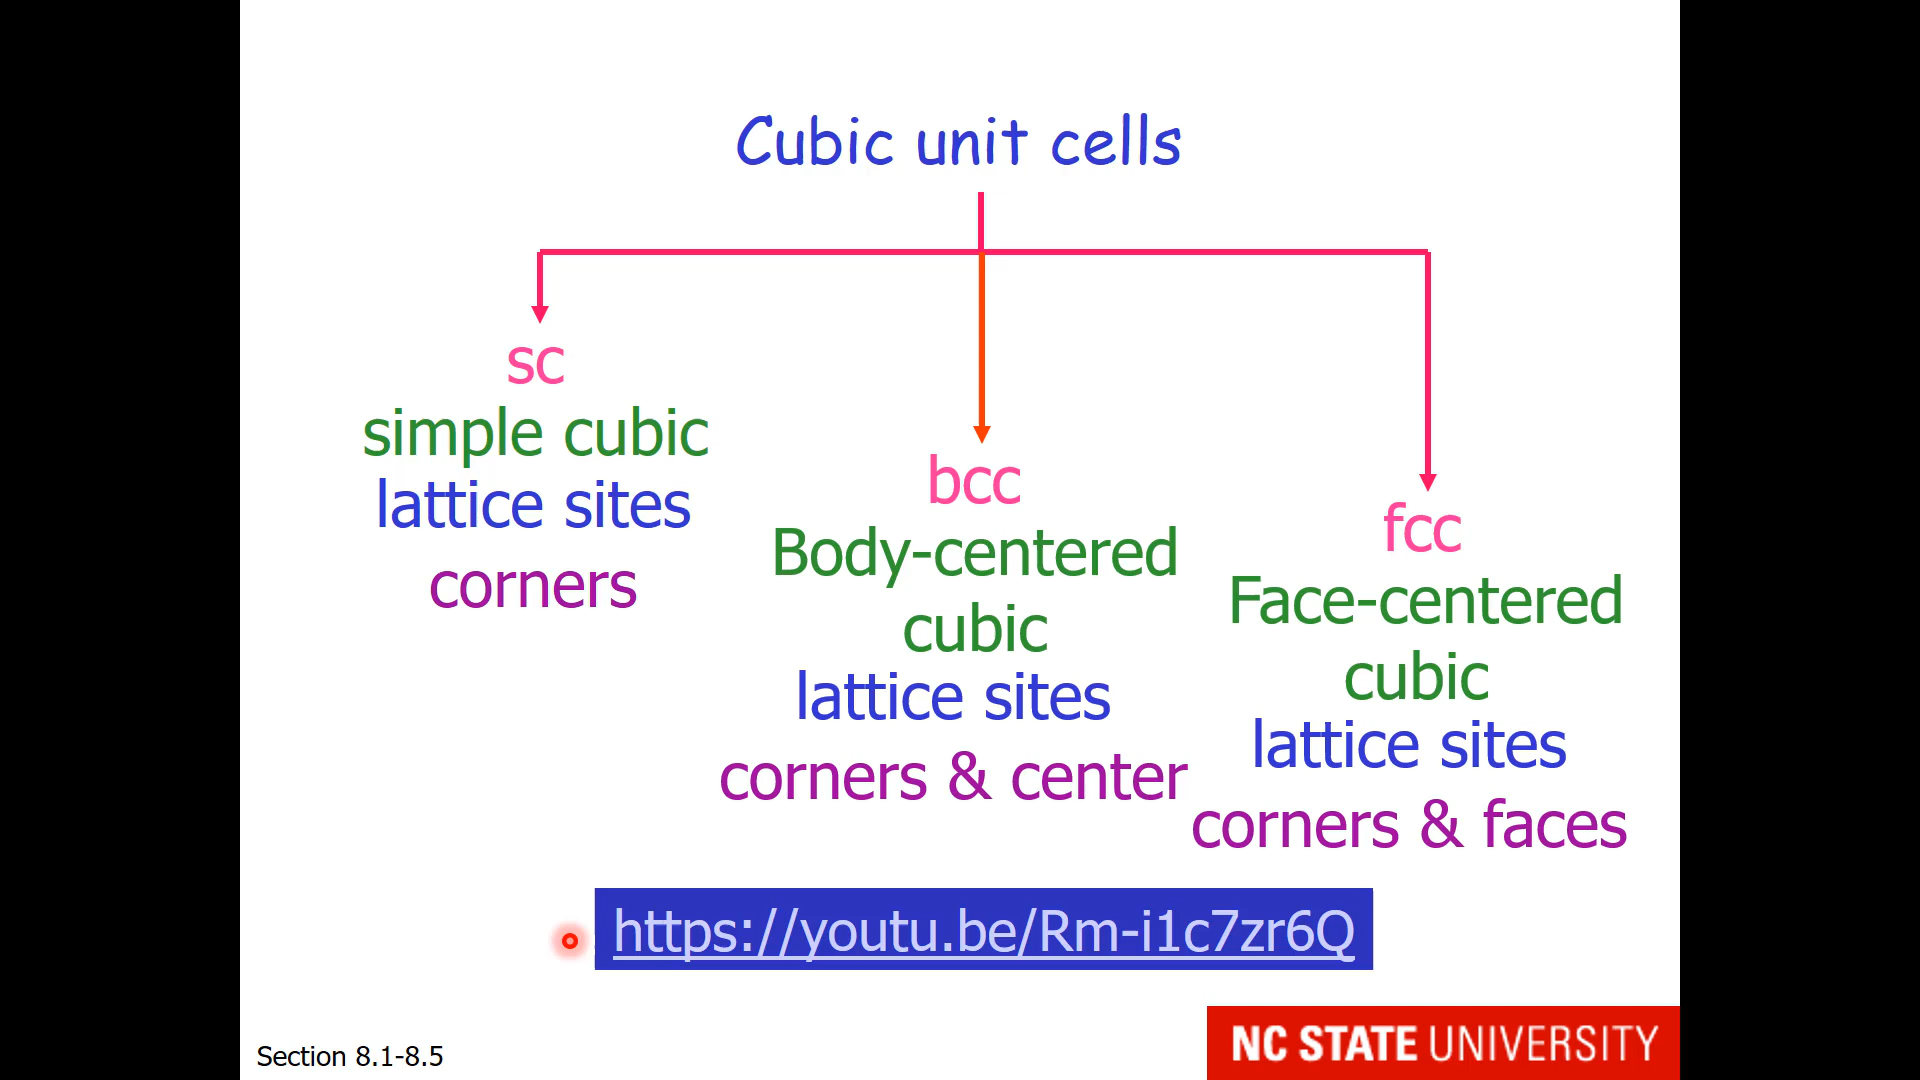 Cubic unit cells
sc
simple cubic
lattice sites
corners
bcc
Body-centered
cubic
lattice sites
corners & center
fcc
Face-centered
cubic
lattice sites
corners & faces
https://youtu.be/Rm-i1c7zr6Q
Section 8.1-8.5
NC STATE UNIVERSITY